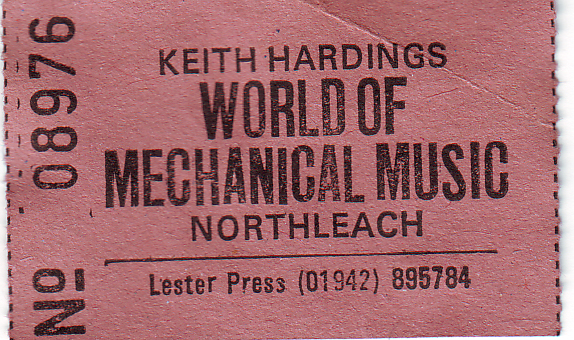 No 08976
KEITH HARDINGS
WORLD OF
MECHANICAL MUSIC
NORTHLEACH
Lester Press (01942) 895784